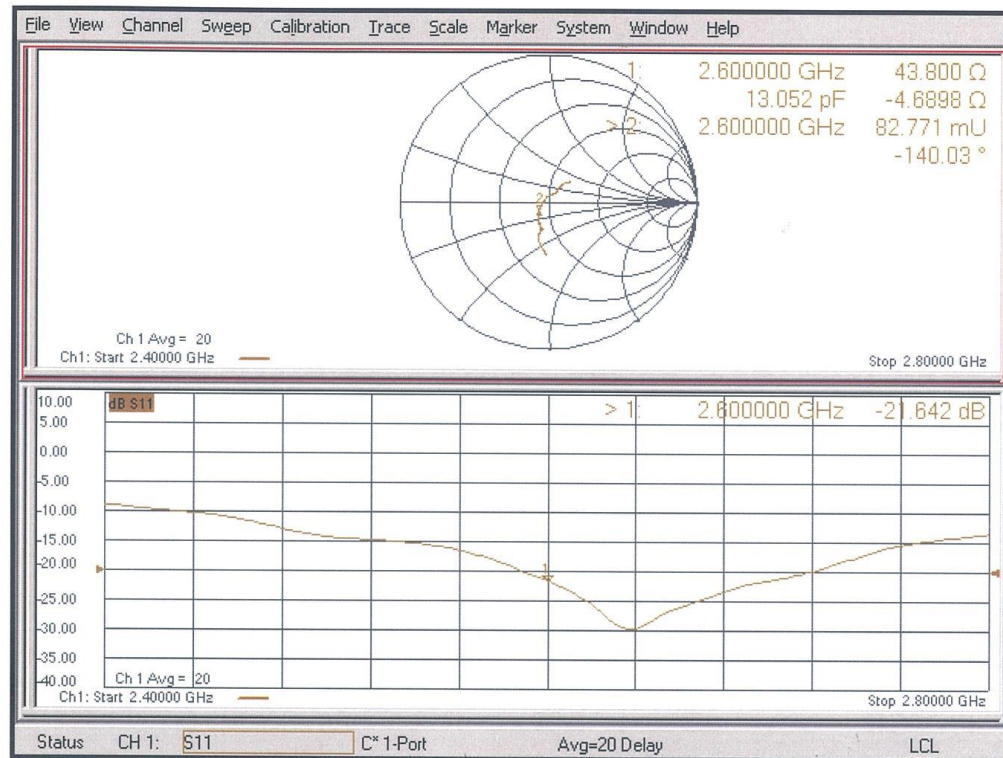 File View Channel Sweep Calibration Trace Scale Marker System Window Help
1: 2.600000 GHz 43.800 Ω
13.052 pF -4.6898 Ω
> 2: 2.600000 GHz 82.771 mU
-140.03 °
2
Ch 1 Avg = 20
Ch1: Start 2.40000 GHz
Stop 2.80000 GHz
10.00
dB S11
> 1: 2.600000 GHz -21.642 dB
5.00
0.00
-5.00
-10.00
-15.00
-20.00
1
-25.00
-30.00
-35.00
-40.00
Ch 1 Avg = 20
Ch1: Start 2.40000 GHz
Stop 2.80000 GHz
Status CH 1: S11 C* 1-Port Avg=20 Delay LCL